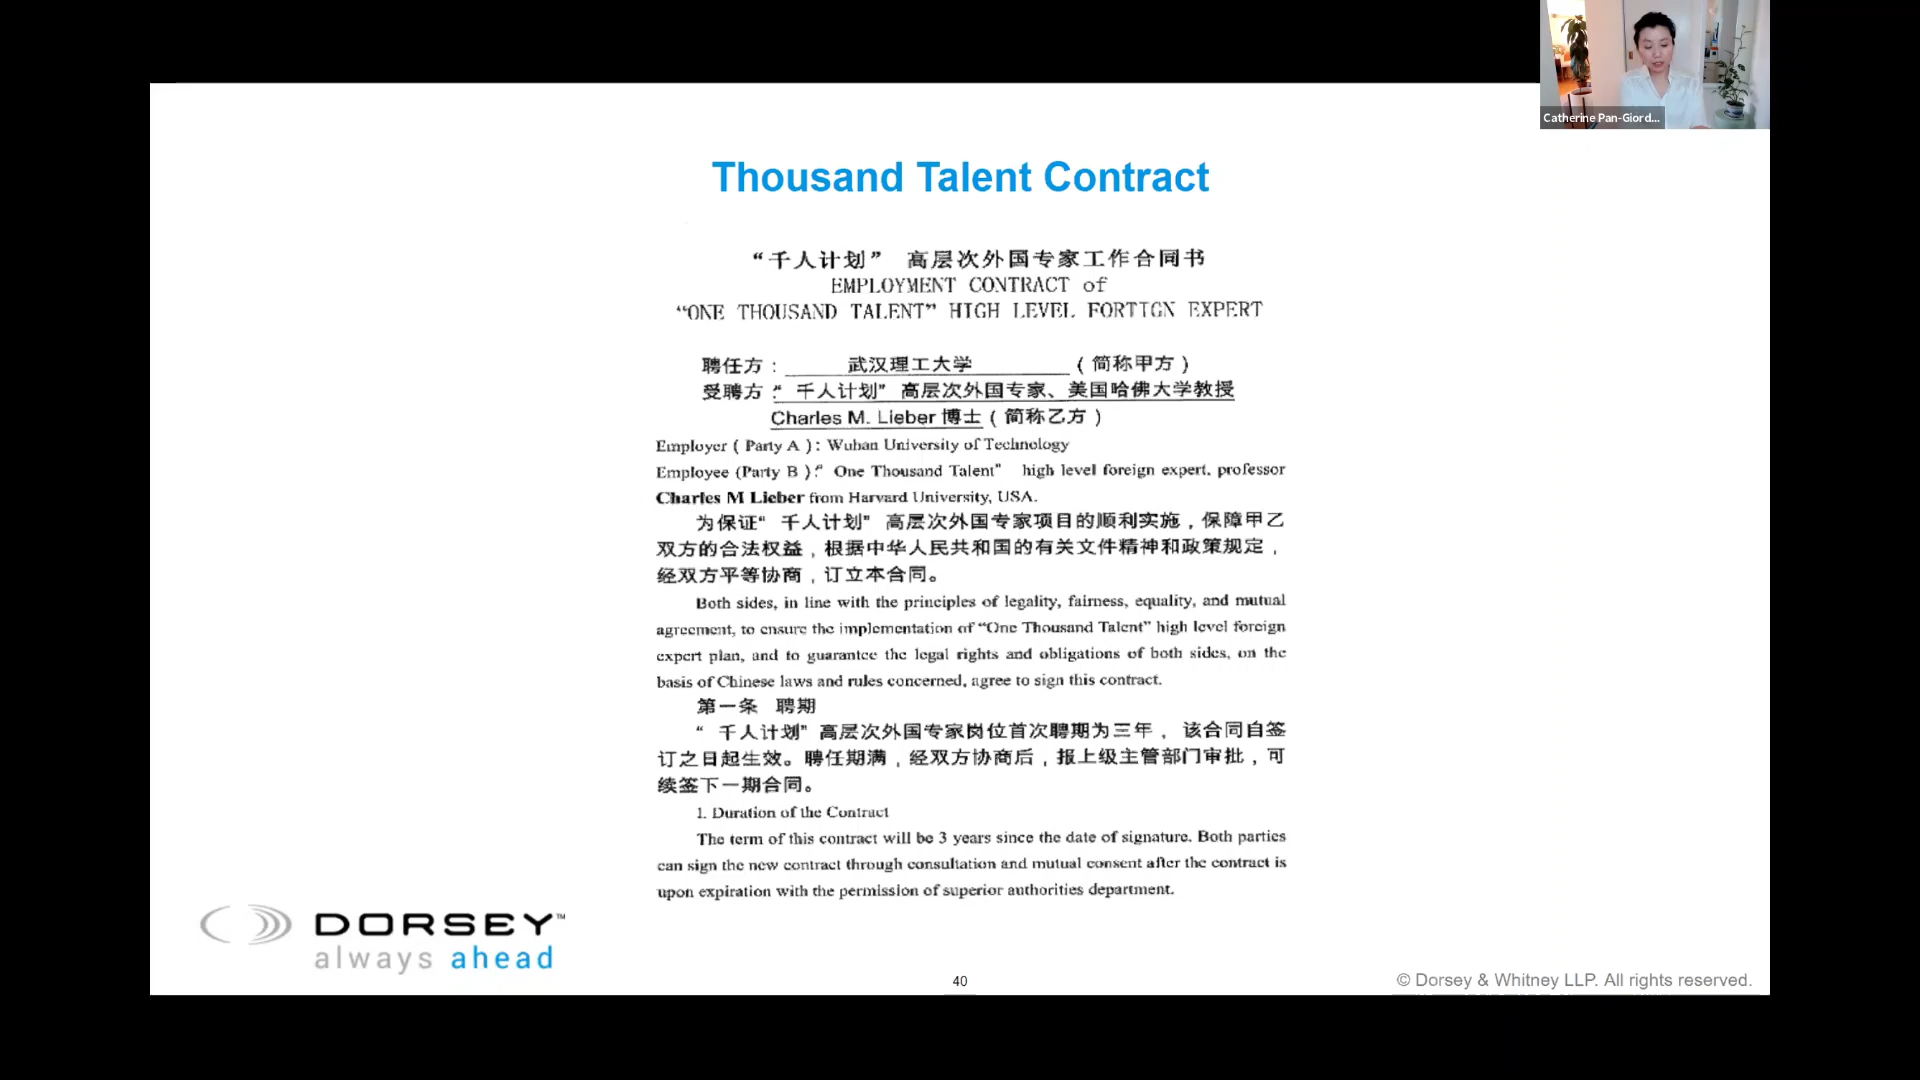 Catherine Pan-Giord...
Thousand Talent Contract
“千人计划” 高层次外国专家工作合同书
EMPLOYMENT CONTRACT of
“ONE THOUSAND TALENT” HIGH LEVEL FORTIGN EXPERT
聘任方：武汉理工大学（简称甲方）
受聘方：“千人计划”高层次外国专家、美国哈佛大学教授
Charles M. Lieber 博士（简称乙方）
Employer ( Party A ): Wuhan University of Technology
Employee (Party B ):“ One Thousand Talent” high level foreign expert, professor
Charles M Lieber from Harvard University, USA.
为保证“ 千人计划” 高层次外国专家项目的顺利实施，保障甲乙
双方的合法权益，根据中华人民共和国的有关文件精神和政策规定，
经双方平等协商，订立本合同。
Both sides, in line with the principles of legality, fairness, equality, and mutual
agreement, to ensure the implementation of “One Thousand Talent” high level foreign
expert plan, and to guarantee the legal rights and obligations of both sides, on the
basis of Chinese laws and rules concerned, agree to sign this contract.
第一条 聘期
“ 千人计划” 高层次外国专家岗位首次聘期为三年， 该合同自签
订之日起生效。聘任期满，经双方协商后，报上级主管部门审批，可
续签下一期合同。
1. Duration of the Contract
The term of this contract will be 3 years since the date of signature. Both parties
can sign the new contract through consultation and mutual consent after the contract is
upon expiration with the permission of superior authorities department.
DORSEY™
always ahead
40
© Dorsey & Whitney LLP. All rights reserved.